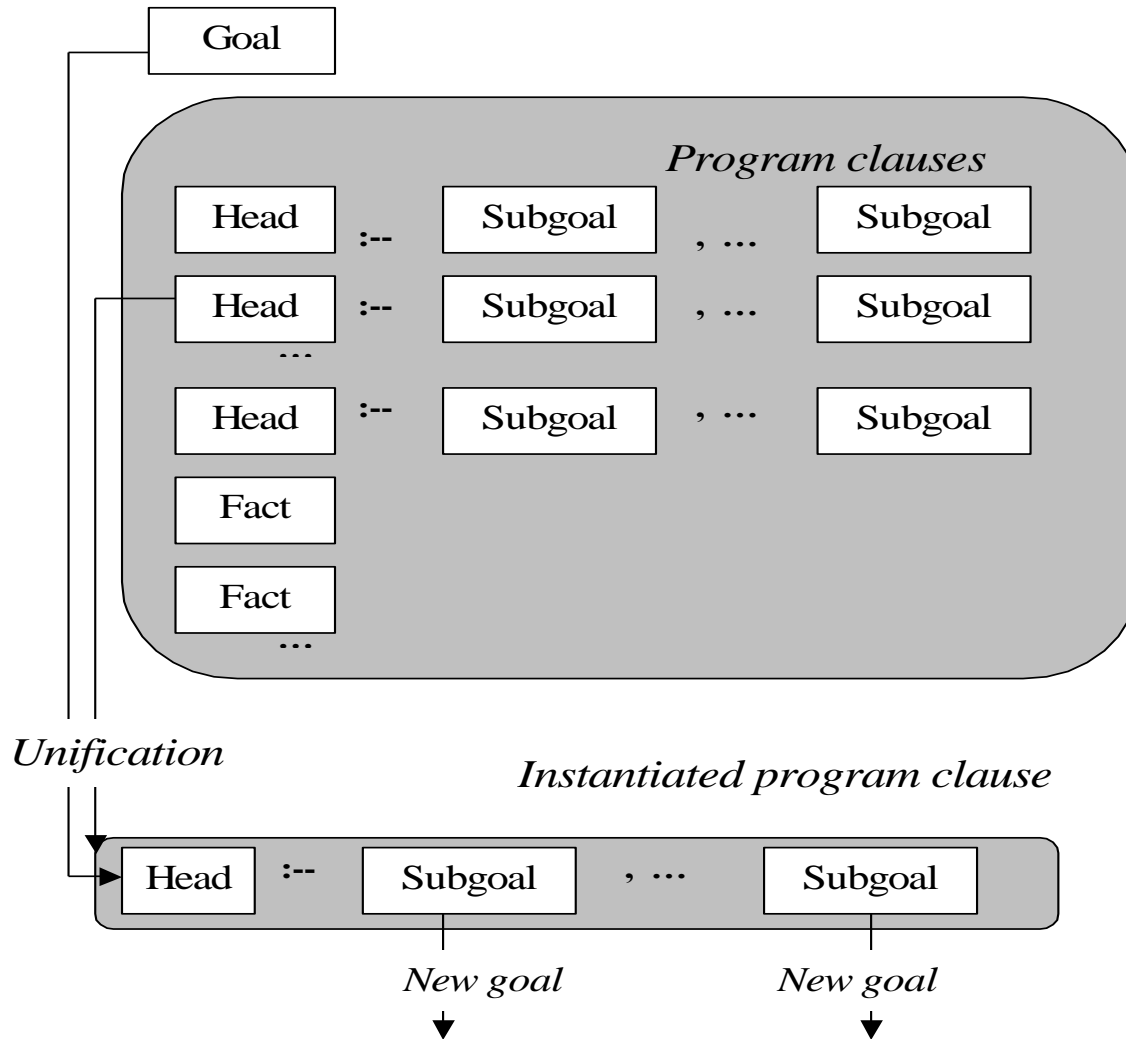 Goal
Program clauses
Head :-- Subgoal , ... Subgoal
Head :-- Subgoal , ... Subgoal
...
Head :-- Subgoal , ... Subgoal
Fact
Fact
...
Unification
Instantiated program clause
Head :-- Subgoal , ... Subgoal
New goal New goal